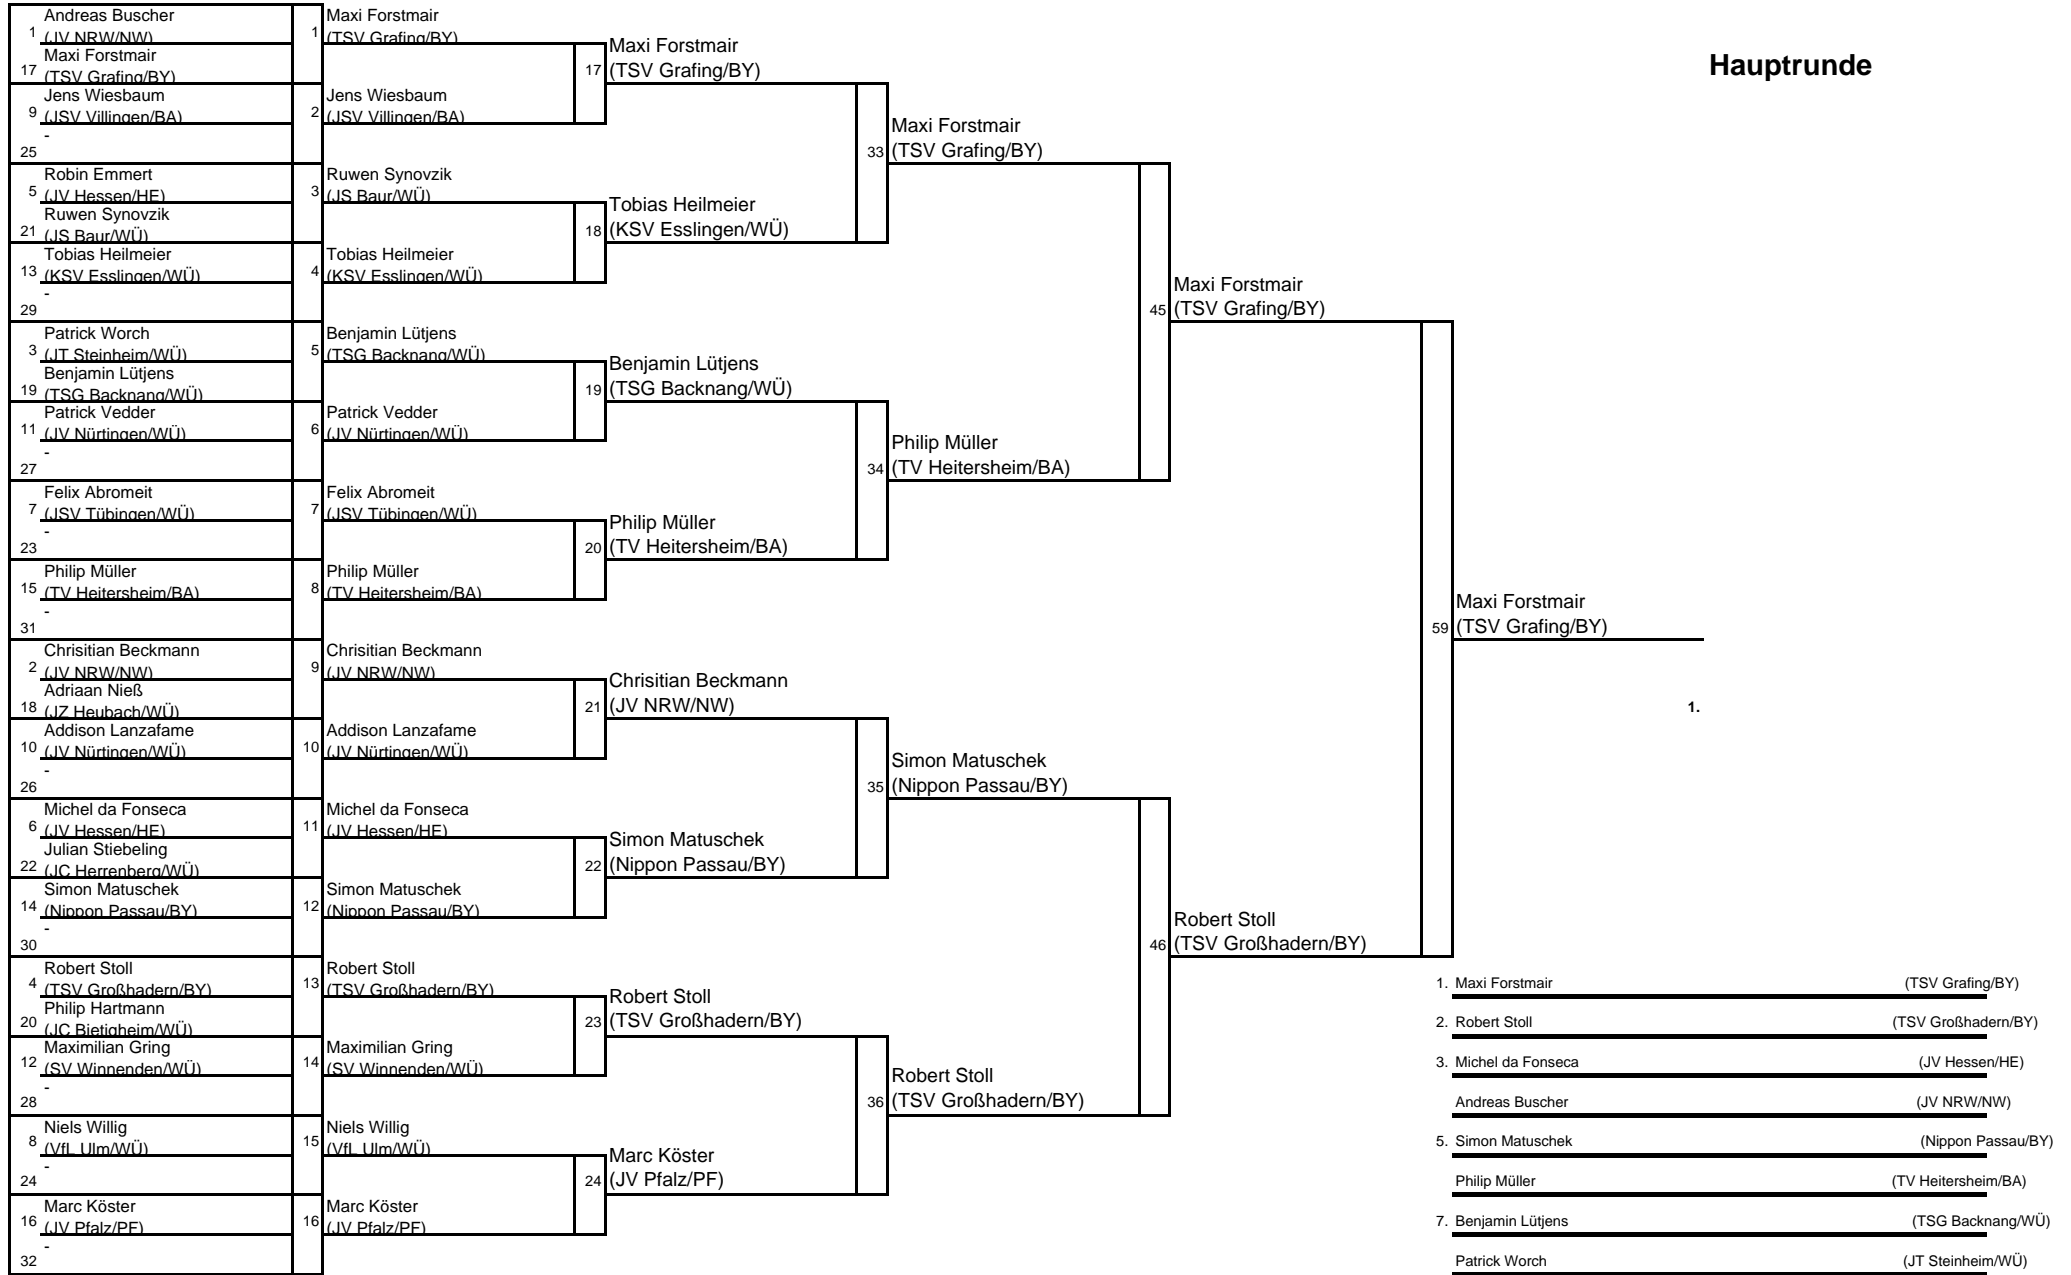 Hauptrunde
1 Andreas Buscher
(JV NRW/NW)
17 Maxi Forstmair
(TSV Grafing/BY)
9 Jens Wiesbaum
(JSV Villingen/BA)
25 -
5 Robin Emmert
(JV Hessen/HE)
21 Ruwen Synovzik
(JS Baur/WÜ)
13 Tobias Heilmeier
(KSV Esslingen/WÜ)
29 -
3 Patrick Worch
(JT Steinheim/WÜ)
19 Benjamin Lütjens
(TSG Backnang/WÜ)
11 Patrick Vedder
(JV Nürtingen/WÜ)
27 -
7 Felix Abromeit
(JSV Tübingen/WÜ)
23 -
15 Philip Müller
(TV Heitersheim/BA)
31 -
2 Chrisitian Beckmann
(JV NRW/NW)
18 Adriaan Nieß
(JZ Heubach/WÜ)
10 Addison Lanzafame
(JV Nürtingen/WÜ)
26 -
6 Michel da Fonseca
(JV Hessen/HE)
22 Julian Stiebeling
(JC Herrenberg/WÜ)
14 Simon Matuschek
(Nippon Passau/BY)
30 -
4 Robert Stoll
(TSV Großhadern/BY)
20 Philip Hartmann
(JC Bietigheim/WÜ)
12 Maximilian Gring
(SV Winnenden/WÜ)
28 -
8 Niels Willig
(VfL Ulm/WÜ)
24 -
16 Marc Köster
(JV Pfalz/PF)
32 -
1 Maxi Forstmair
(TSV Grafing/BY)
2 Jens Wiesbaum
(JSV Villingen/BA)
3 Ruwen Synovzik
(JS Baur/WÜ)
4 Tobias Heilmeier
(KSV Esslingen/WÜ)
5 Benjamin Lütjens
(TSG Backnang/WÜ)
6 Patrick Vedder
(JV Nürtingen/WÜ)
7 Felix Abromeit
(JSV Tübingen/WÜ)
8 Philip Müller
(TV Heitersheim/BA)
9 Chrisitian Beckmann
(JV NRW/NW)
10 Addison Lanzafame
(JV Nürtingen/WÜ)
11 Michel da Fonseca
(JV Hessen/HE)
12 Simon Matuschek
(Nippon Passau/BY)
13 Robert Stoll
(TSV Großhadern/BY)
14 Maximilian Gring
(SV Winnenden/WÜ)
15 Niels Willig
(VfL Ulm/WÜ)
16 Marc Köster
(JV Pfalz/PF)
17 Maxi Forstmair
(TSV Grafing/BY)
18 Tobias Heilmeier
(KSV Esslingen/WÜ)
19 Benjamin Lütjens
(TSG Backnang/WÜ)
20 Philip Müller
(TV Heitersheim/BA)
21 Chrisitian Beckmann
(JV NRW/NW)
22 Simon Matuschek
(Nippon Passau/BY)
23 Robert Stoll
(TSV Großhadern/BY)
24 Marc Köster
(JV Pfalz/PF)
33 Maxi Forstmair
(TSV Grafing/BY)
34 Philip Müller
(TV Heitersheim/BA)
35 Simon Matuschek
(Nippon Passau/BY)
36 Robert Stoll
(TSV Großhadern/BY)
45 Maxi Forstmair
(TSV Grafing/BY)
46 Robert Stoll
(TSV Großhadern/BY)
59 Maxi Forstmair
(TSV Grafing/BY)
1.
1. Maxi Forstmair (TSV Grafing/BY)
2. Robert Stoll (TSV Großhadern/BY)
3. Michel da Fonseca (JV Hessen/HE)
Andreas Buscher (JV NRW/NW)
5. Simon Matuschek (Nippon Passau/BY)
Philip Müller (TV Heitersheim/BA)
7. Benjamin Lütjens (TSG Backnang/WÜ)
Patrick Worch (JT Steinheim/WÜ)